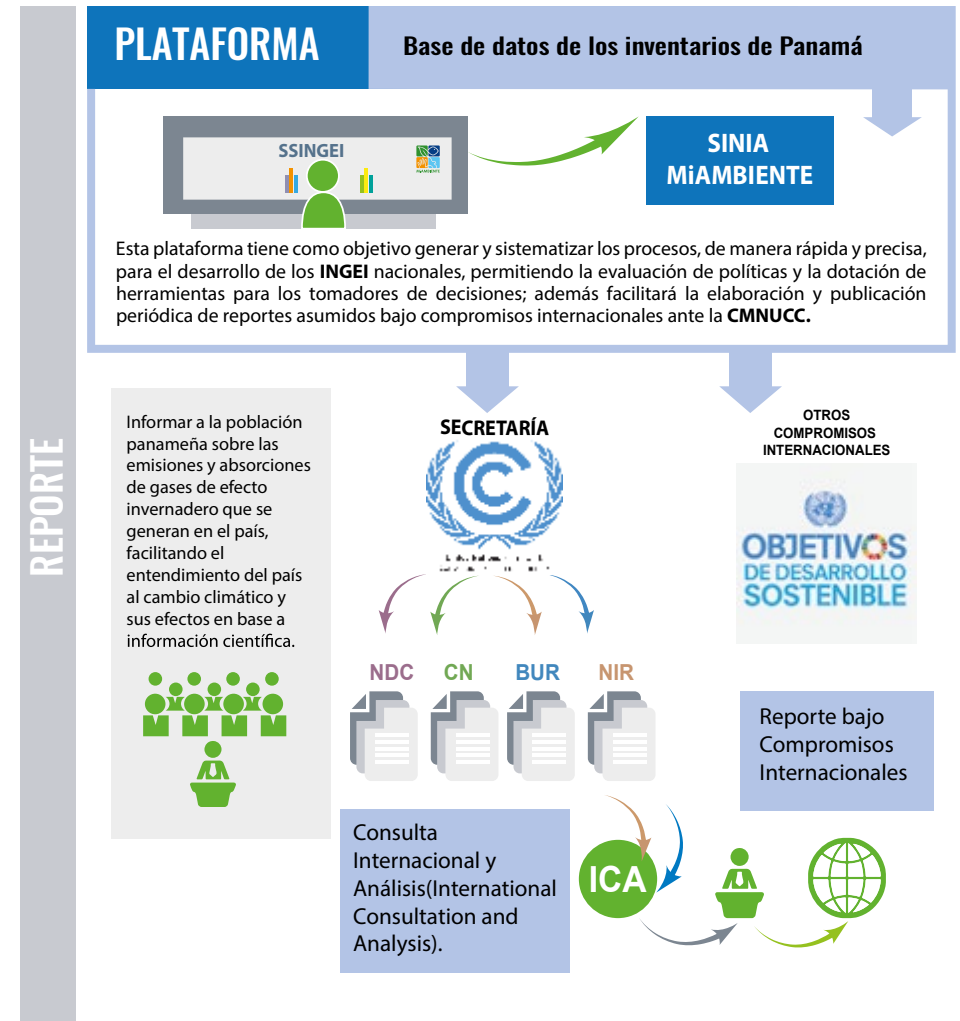 REPORTE
PLATAFORMA
Base de datos de los inventarios de Panamá
SSINGEI
MiAMBIENTE
SINIA
MiAMBIENTE
Esta plataforma tiene como objetivo generar y sistematizar los procesos, de manera rápida y precisa,
para el desarrollo de los INGEI nacionales, permitiendo la evaluación de políticas y la dotación de
herramientas para los tomadores de decisiones; además facilitará la elaboración y publicación
periódica de reportes asumidos bajo compromisos internacionales ante la CMNUCC.
Informar a la población
panameña sobre las
emisiones y absorciones
de gases de efecto
invernadero que se
generan en el país,
facilitando el
entendimiento del país
al cambio climático y
sus efectos en base a
información científica.
SECRETARÍA
NDC
CN
BUR
NIR
OTROS
COMPROMISOS
INTERNACIONALES
OBJETIVOS
DE DESARROLLO
SOSTENIBLE
Reporte bajo
Compromisos
Internacionales
Consulta
Internacional y
Análisis(International
Consultation and
Analysis).
ICA